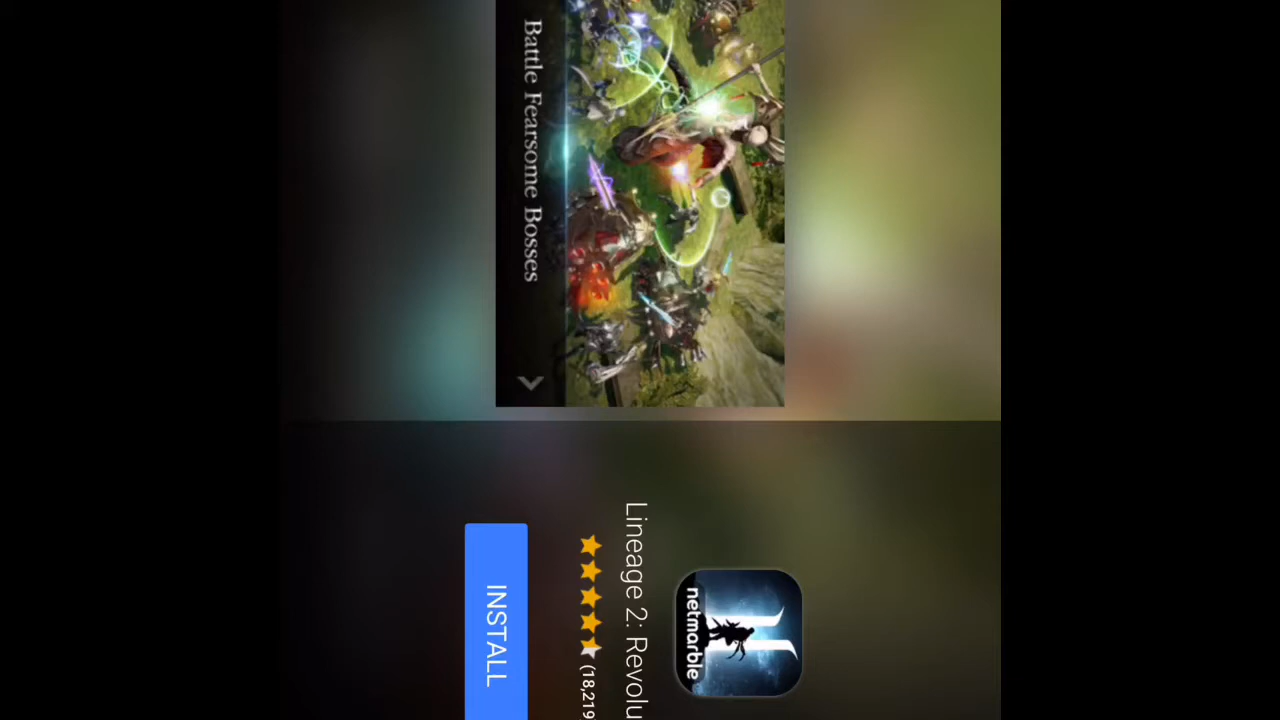 Battle Fearsome Bosses
netmarble
Lineage 2: Revolu
(18,219
INSTALL